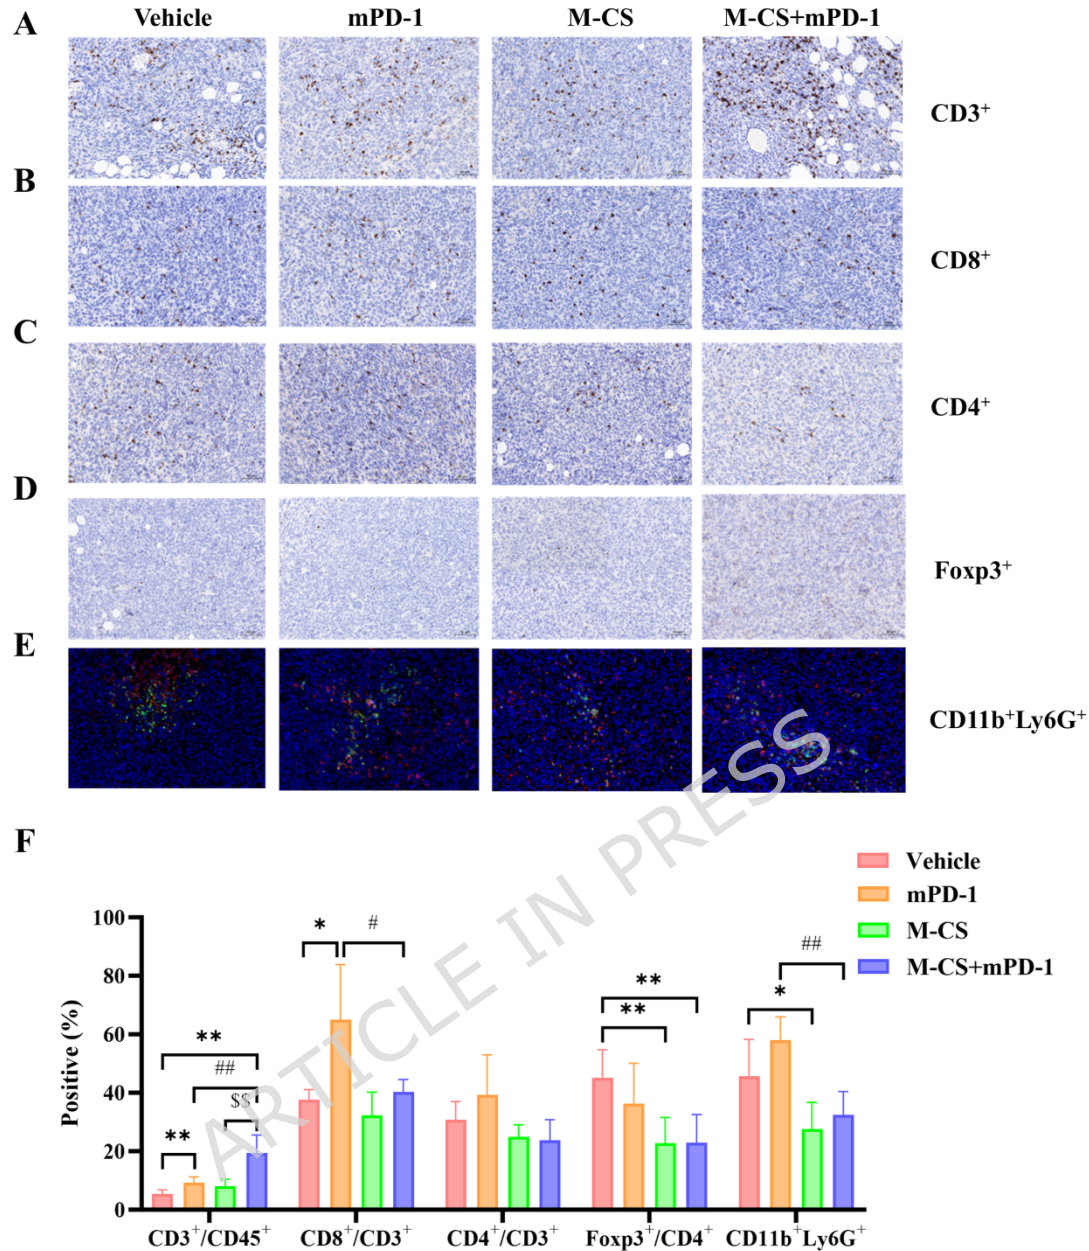 A Vehicle mPD-1 M-CS M-CS+mPD-1
CD3⁺
B
CD8⁺
C
CD4⁺
D
Foxp3⁺
E
CD11b⁺Ly6G⁺
ARTICLE IN PRESS
F
Vehicle
mPD-1
M-CS
M-CS+mPD-1
Positive (%)
100
80
60
40
20
0
** ** ## $$
* #
** **
* ##
CD3⁺/CD45⁺ CD8⁺/CD3⁺ CD4⁺/CD3⁺ Foxp3⁺/CD4⁺ CD11b⁺Ly6G⁺